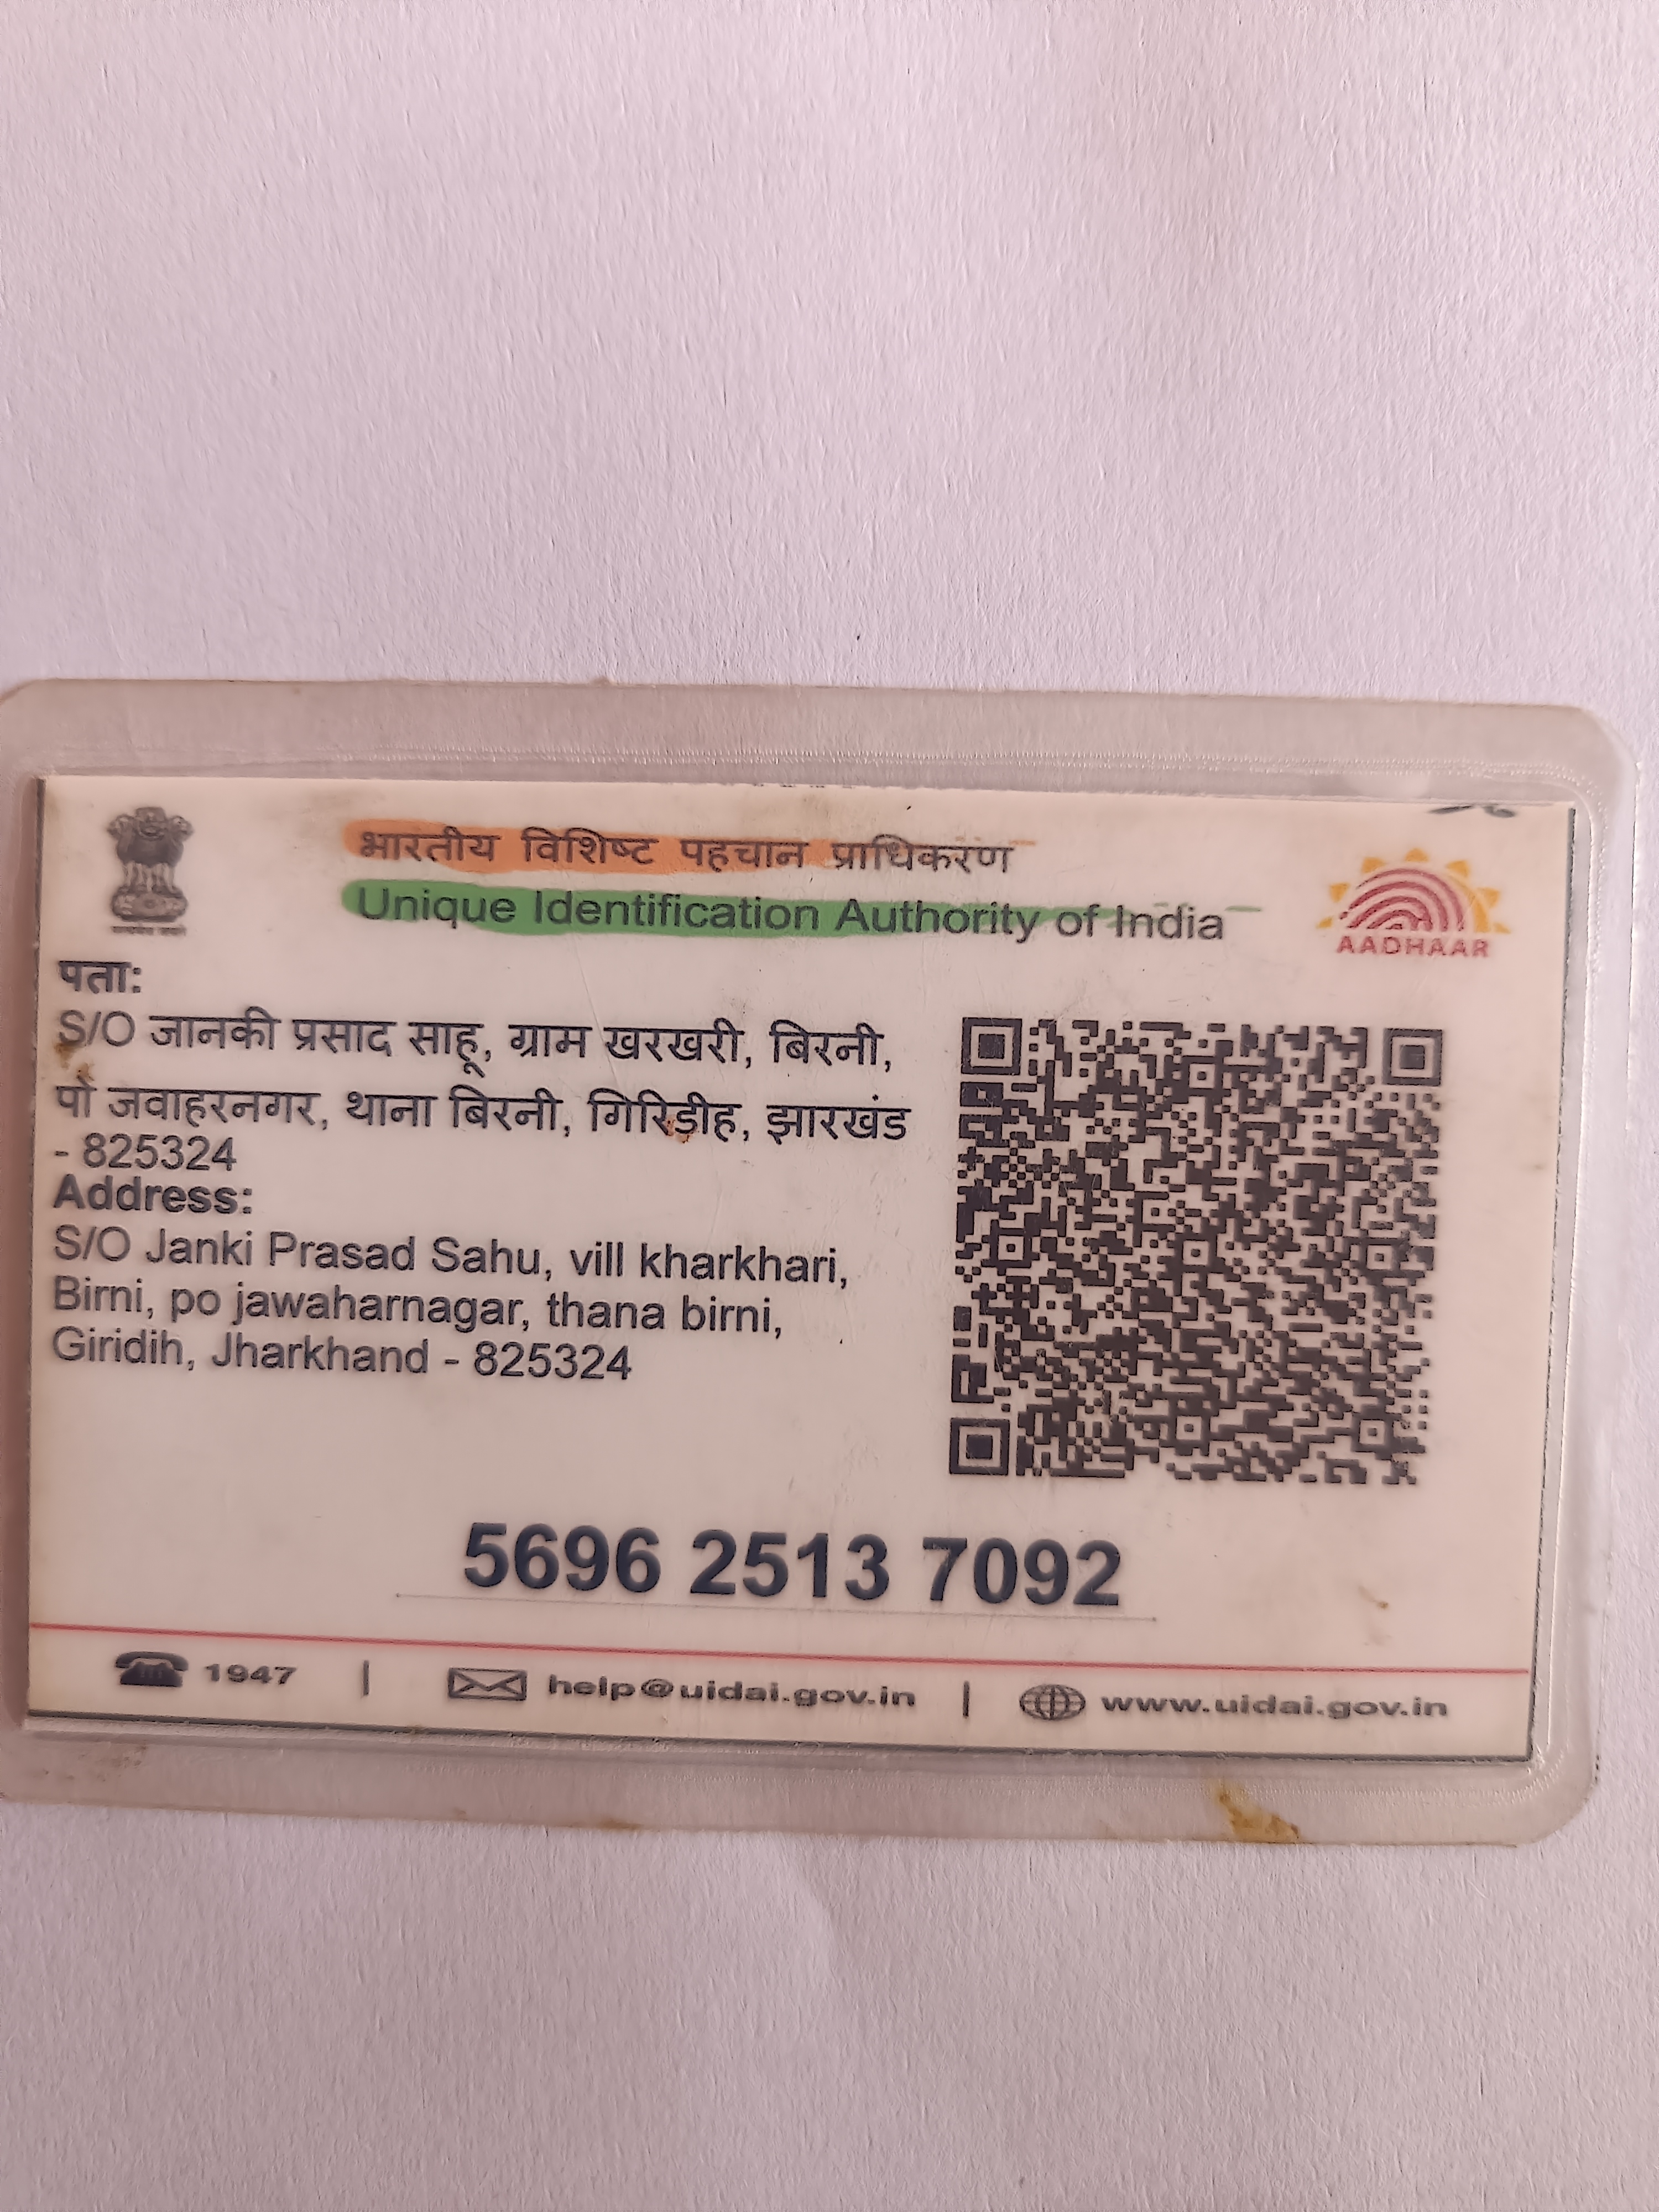 भारतीय विशिष्ट पहचान प्राधिकरण
Unique Identification Authority of India
AADHAAR
पता:
S/O जानकी प्रसाद साहू, ग्राम खरखरी, बिरनी,
पो जवाहरनगर, थाना बिरनी, गिरिडीह, झारखंड
- 825324
Address:
S/O Janki Prasad Sahu, vill kharkhari,
Birni, po jawaharnagar, thana birni,
Giridih, Jharkhand - 825324
5696 2513 7092
1947 | help@uidai.gov.in | www.uidai.gov.in